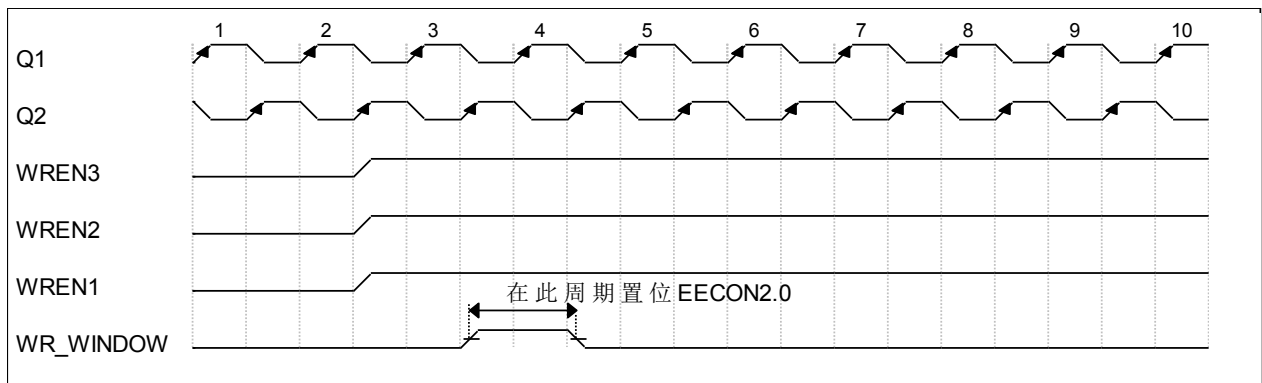 1 2 3 4 5 6 7 8 9 10
Q1
Q2
WREN3
WREN2
WREN1
在此周期置位EECON2.0
WR_WINDOW